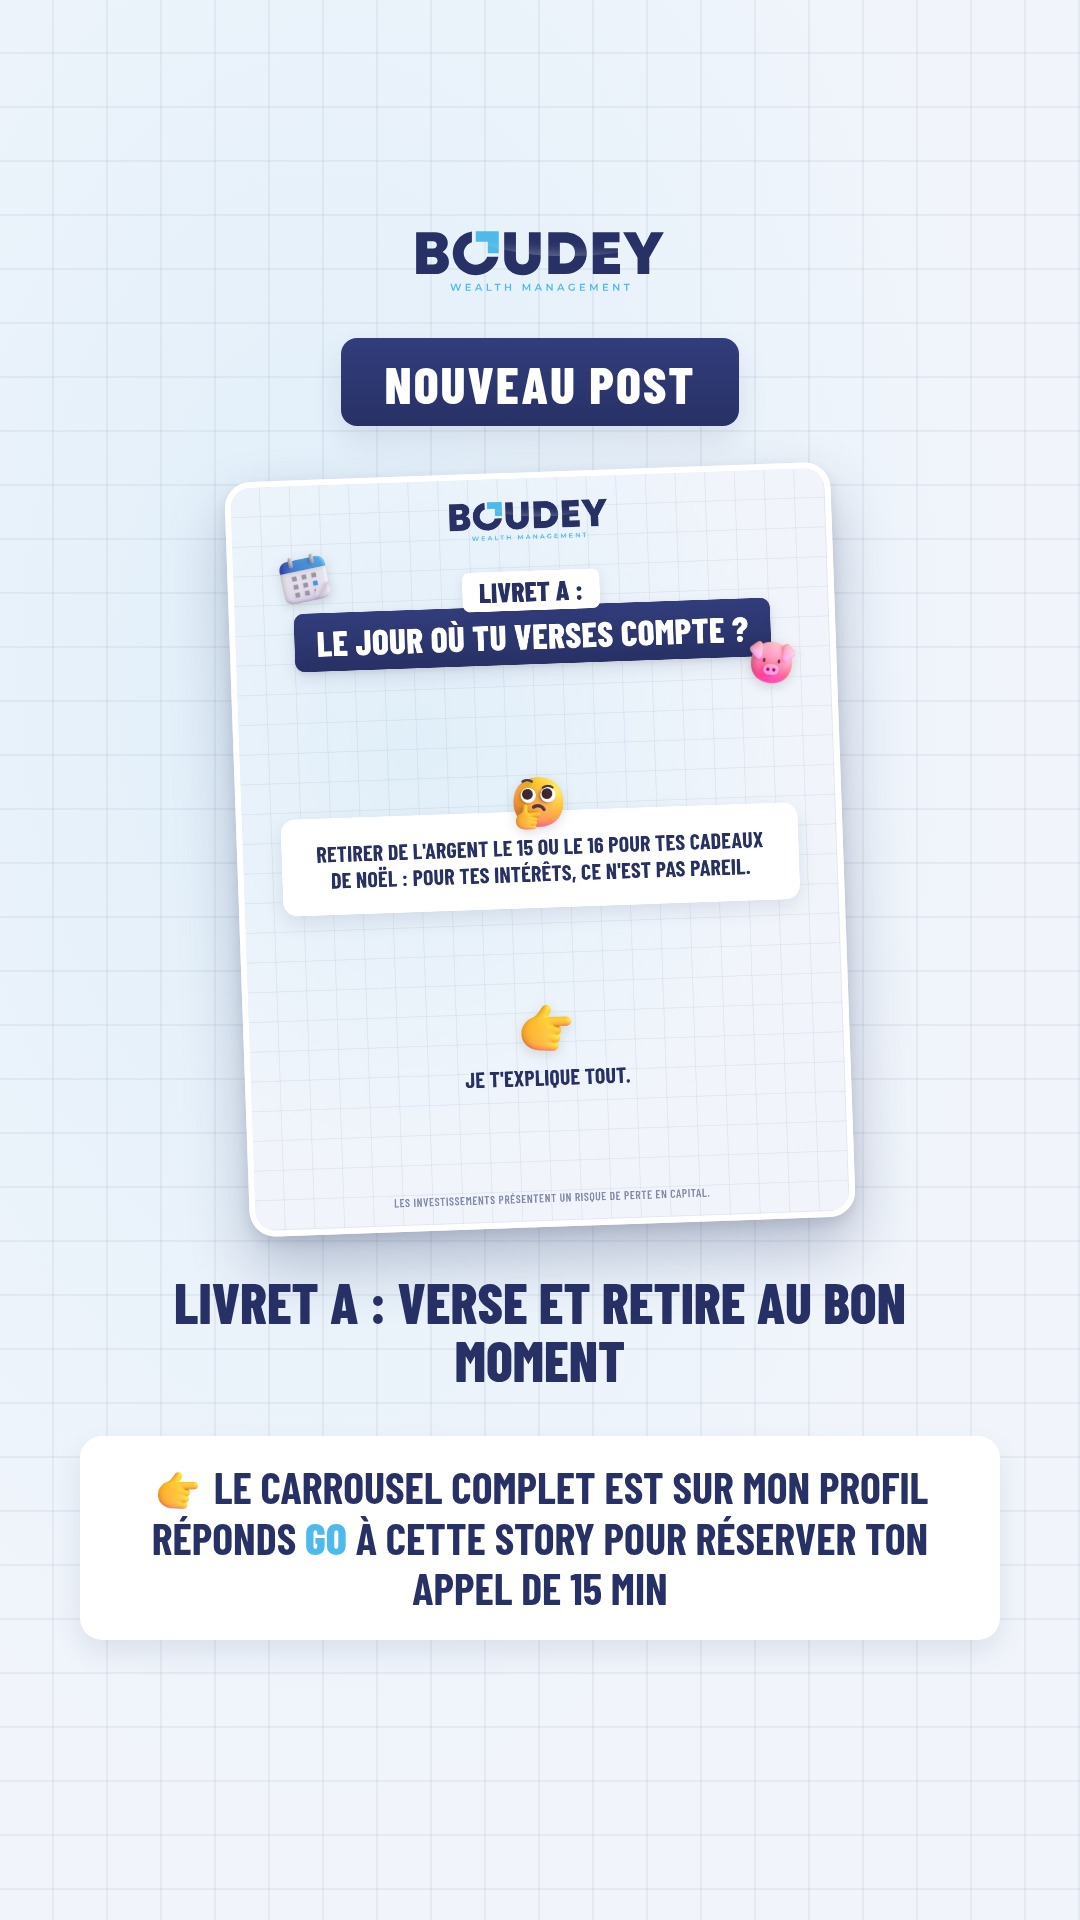 BOUDEY
WEALTH MANAGEMENT
NOUVEAU POST
BOUDEY
WEALTH MANAGEMENT
LIVRET A :
LE JOUR OÙ TU VERSES COMPTE ?
RETIRER DE L'ARGENT LE 15 OU LE 16 POUR TES CADEAUX
DE NOËL : POUR TES INTÉRÊTS, CE N'EST PAS PAREIL.
JE T'EXPLIQUE TOUT.
LES INVESTISSEMENTS PRÉSENTENT UN RISQUE DE PERTE EN CAPITAL.
LIVRET A : VERSE ET RETIRE AU BON
MOMENT
👉 LE CARROUSEL COMPLET EST SUR MON PROFIL
RÉPONDS GO À CETTE STORY POUR RÉSERVER TON
APPEL DE 15 MIN